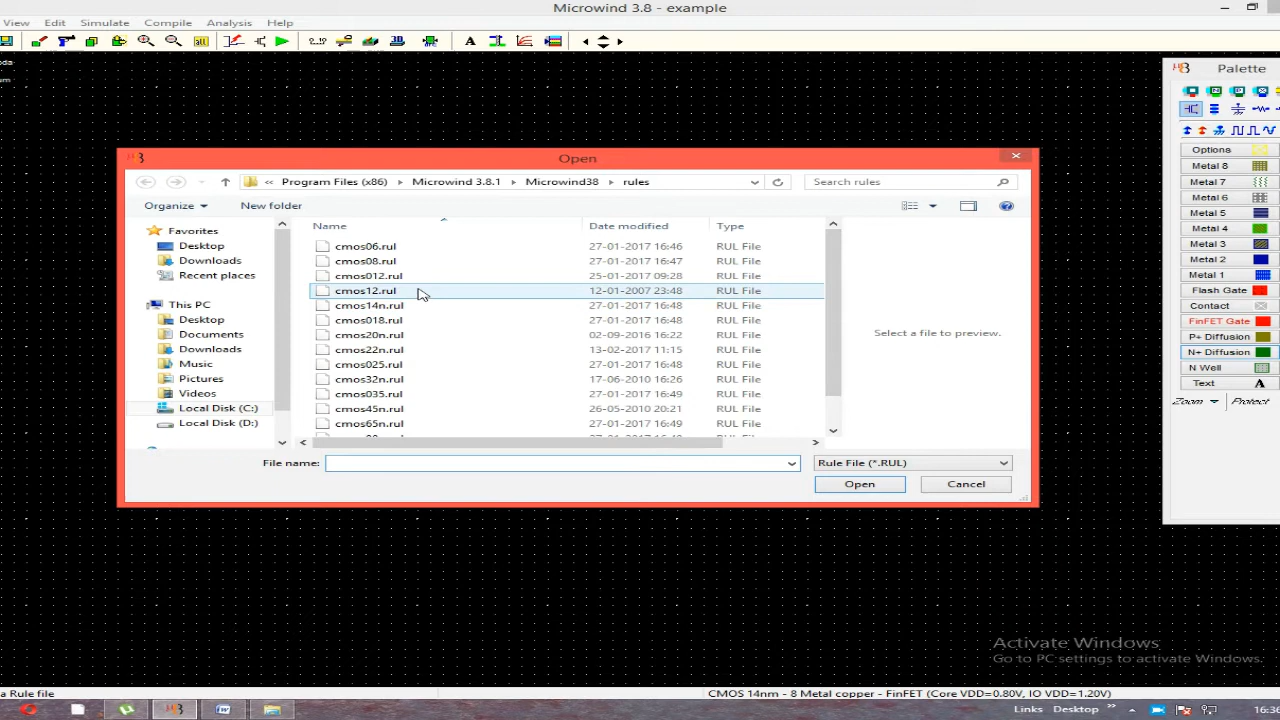 Microwind 3.8 - example
View Edit Simulate Compile Analysis Help
Palette
Open
Program Files (x86) Microwind 3.8.1 Microwind38 rules
Search rules
Organize
New folder
Favorites
Desktop
Downloads
Recent places
This PC
Desktop
Documents
Downloads
Music
Pictures
Videos
Local Disk (C:)
Local Disk (D:)
Name Date modified Type
cmos06.rul 27-01-2017 16:46 RUL File
cmos08.rul 27-01-2017 16:47 RUL File
cmos012.rul 25-01-2017 09:28 RUL File
cmos12.rul 12-01-2007 23:48 RUL File
cmos14n.rul 27-01-2017 16:48 RUL File
cmos018.rul 27-01-2017 16:48 RUL File
cmos20n.rul 02-09-2016 16:22 RUL File
cmos22n.rul 13-02-2017 11:15 RUL File
cmos025.rul 27-01-2017 16:48 RUL File
cmos32n.rul 17-06-2010 16:26 RUL File
cmos035.rul 27-01-2017 16:49 RUL File
cmos45n.rul 26-05-2010 20:21 RUL File
cmos65n.rul 27-01-2017 16:49 RUL File
Select a file to preview.
File name:
Rule File (*.RUL)
Open
Cancel
Options
Metal 8
Metal 7
Metal 6
Metal 5
Metal 4
Metal 3
Metal 2
Metal 1
Flash Gate
Contact
FinFET Gate
P+ Diffusion
N+ Diffusion
N Well
Text A
Zoom Protect
Activate Windows
Go to PC settings to activate Windows.
a Rule file
CMOS 14nm - 8 Metal copper - FinFET (Core VDD=0.80V, IO VDD=1.20V)
Links Desktop